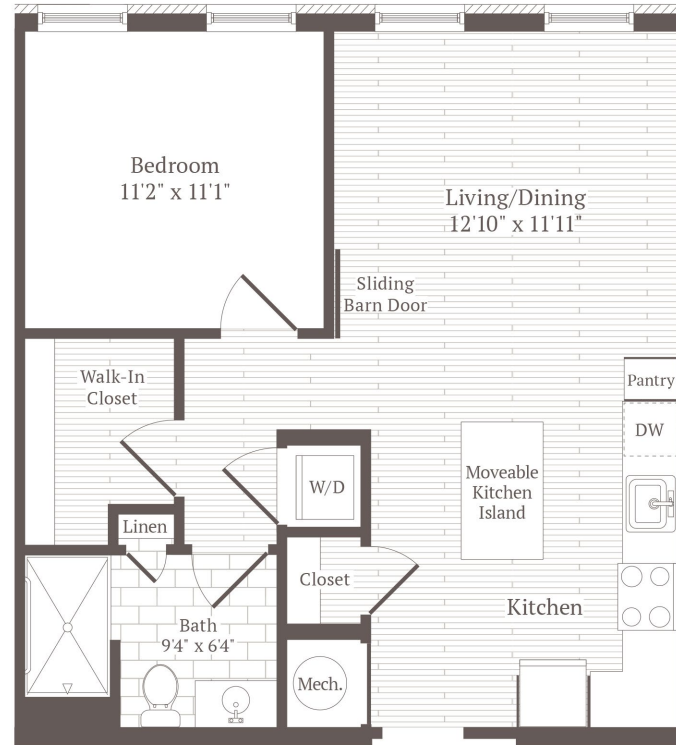 Bedroom
11'2" x 11'1"
Living/Dining
12'10" x 11'11"
Sliding
Barn Door
Walk-In
Closet
Pantry
DW
Moveable
Kitchen
Island
W/D
Linen
Closet
Kitchen
Bath
9'4" x 6'4"
Mech.